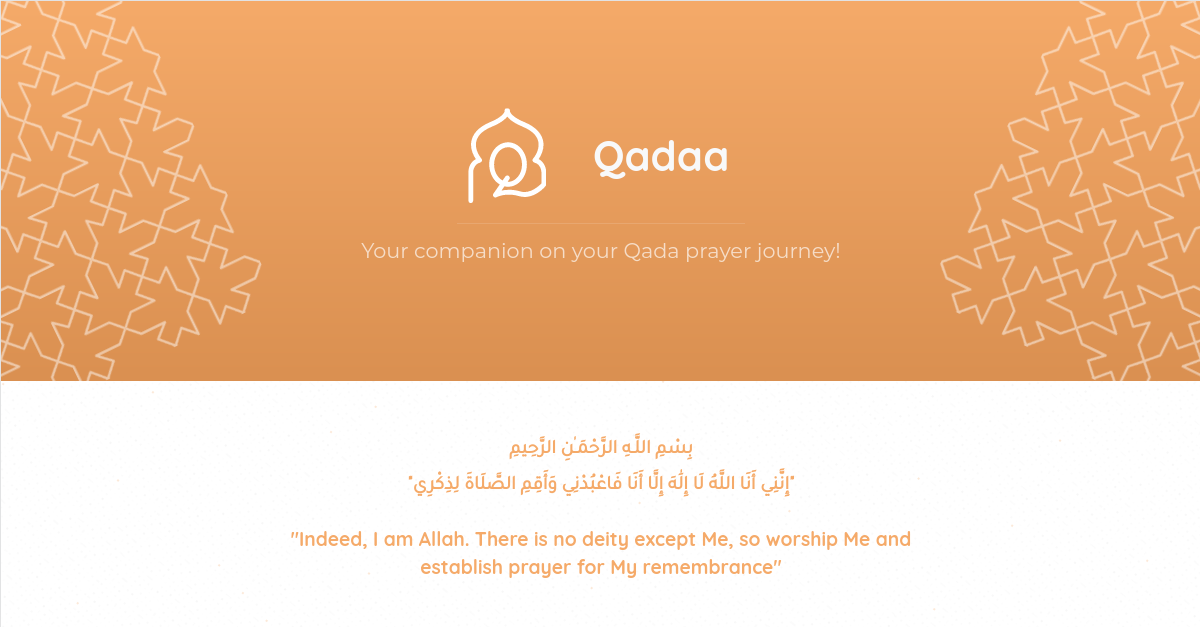 Qadaa
Your companion on your Qada prayer journey!
بِسْمِ اللَّـهِ الرَّحْمَـٰنِ الرَّحِيمِ
"إِنَّنِي أَنَا اللَّهُ لَا إِلَٰهَ إِلَّا أَنَا فَاعْبُدْنِي وَأَقِمِ الصَّلَاةَ لِذِكْرِي"
"Indeed, I am Allah. There is no deity except Me, so worship Me and
establish prayer for My remembrance"